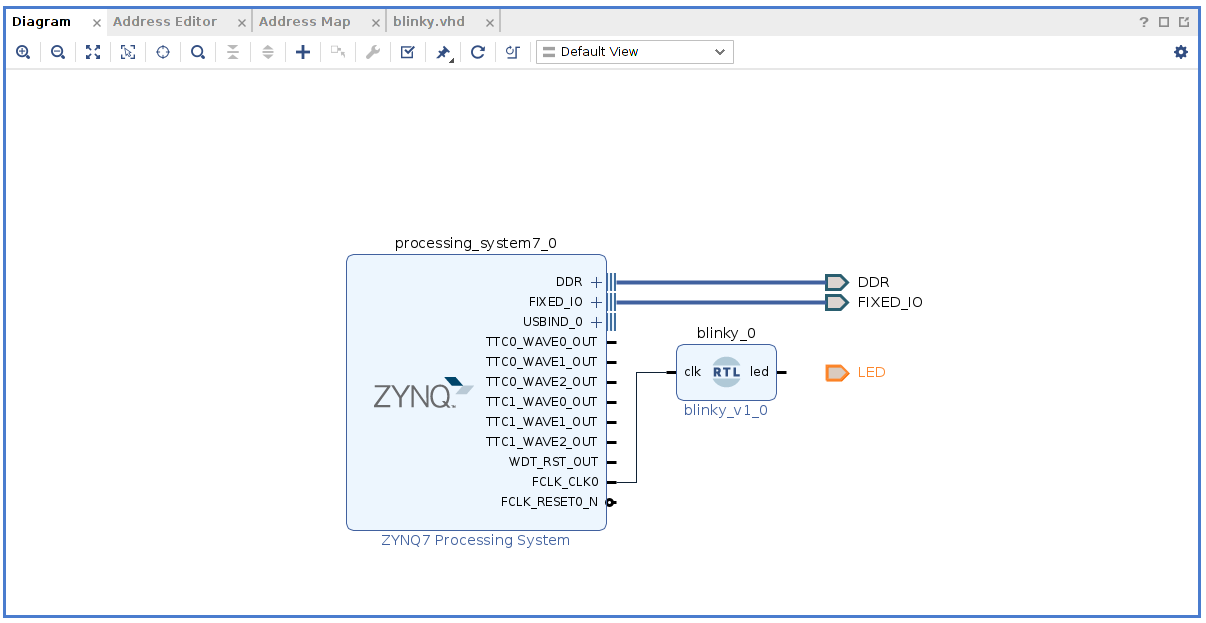 Diagram
Address Editor
Address Map
blinky.vhd
?
Default View
processing_system7_0
DDR
FIXED_IO
USBIND_0
TTC0_WAVE0_OUT
TTC0_WAVE1_OUT
TTC0_WAVE2_OUT
TTC1_WAVE0_OUT
TTC1_WAVE1_OUT
TTC1_WAVE2_OUT
WDT_RST_OUT
FCLK_CLK0
FCLK_RESET0_N
ZYNQ
ZYNQ7 Processing System
blinky_0
clk RTL led
blinky_v1_0
DDR
FIXED_IO
LED